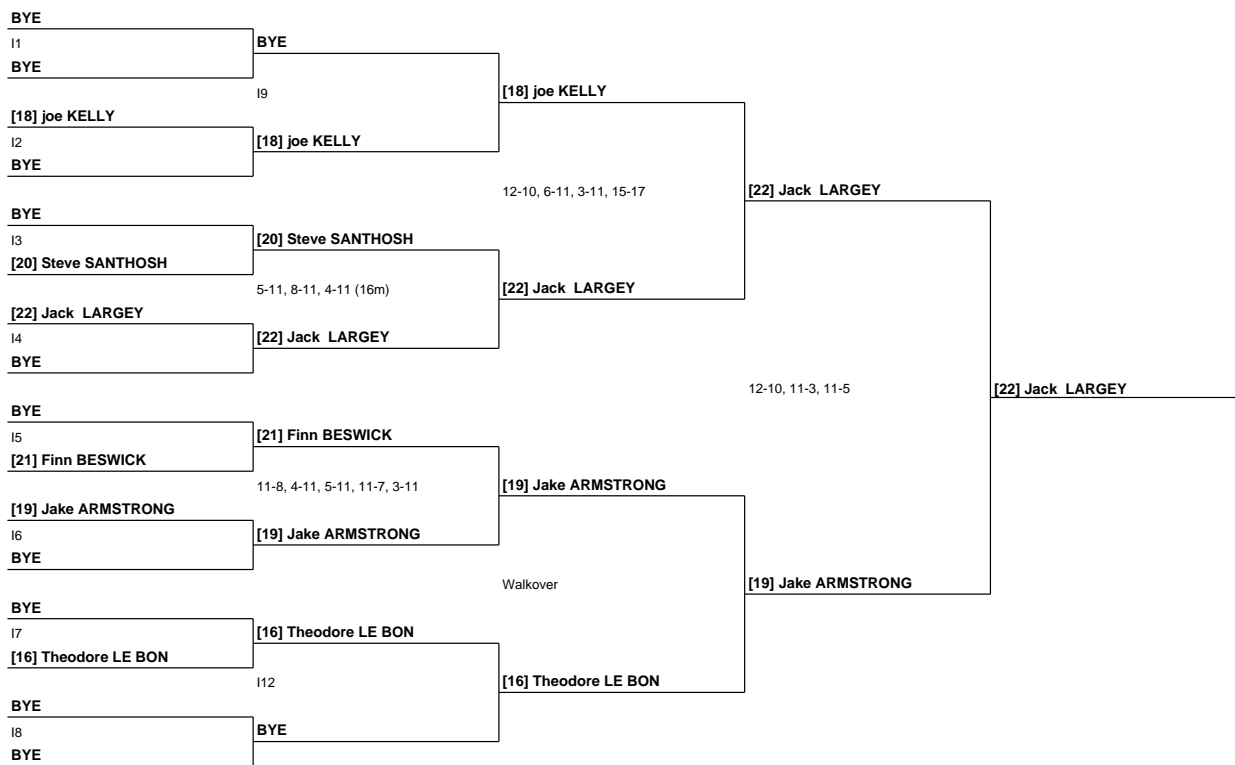 BYE
I1
BYE
BYE
I9
[18] joe KELLY
[18] joe KELLY
I2
[18] joe KELLY
BYE
12-10, 6-11, 3-11, 15-17
[22] Jack  LARGEY
BYE
I3
[20] Steve SANTHOSH
[20] Steve SANTHOSH
5-11, 8-11, 4-11 (16m)
[22] Jack  LARGEY
[22] Jack  LARGEY
I4
[22] Jack  LARGEY
BYE
12-10, 11-3, 11-5
[22] Jack  LARGEY
BYE
I5
[21] Finn BESWICK
[21] Finn BESWICK
11-8, 4-11, 5-11, 11-7, 3-11
[19] Jake ARMSTRONG
[19] Jake ARMSTRONG
I6
[19] Jake ARMSTRONG
BYE
Walkover
[19] Jake ARMSTRONG
BYE
I7
[16] Theodore LE BON
[16] Theodore LE BON
I12
[16] Theodore LE BON
BYE
I8
BYE
BYE